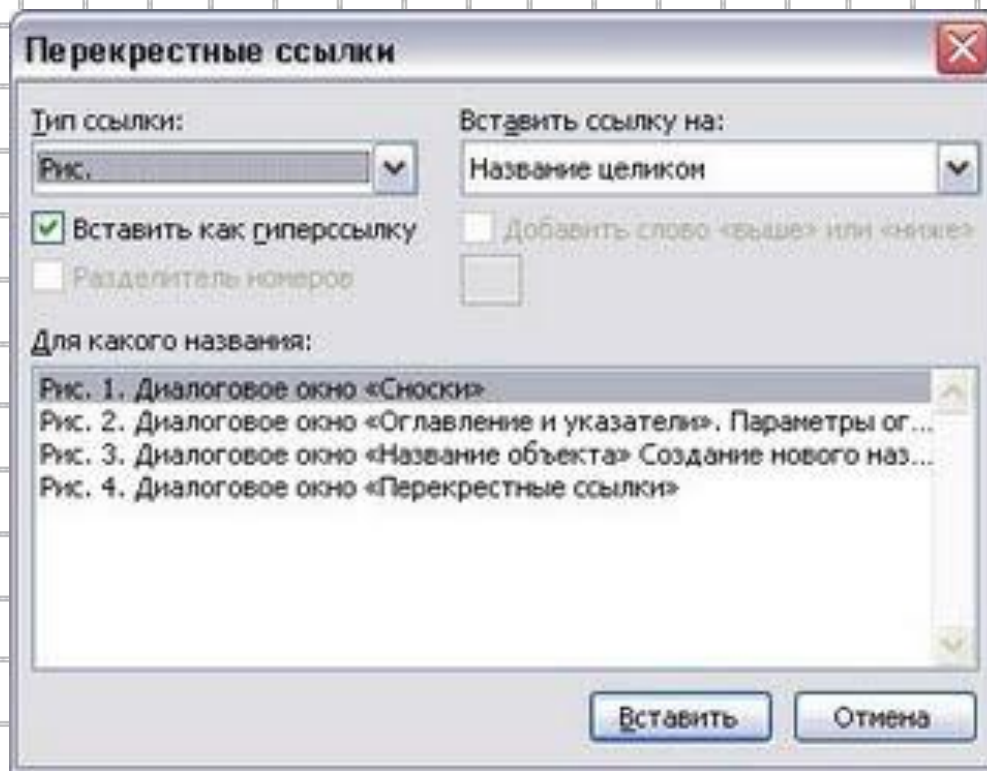 Перекрестные ссылки
Тип ссылки: Вставить ссылку на:
Рис. Название целиком
Вставить как гиперссылку Добавить слово «выше» или «ниже»
Разделитель номеров
Для какого названия:
Рис. 1. Диалоговое окно «Сноски»
Рис. 2. Диалоговое окно «Оглавление и указатели». Параметры ог...
Рис. 3. Диалоговое окно «Название объекта» Создание нового наз...
Рис. 4. Диалоговое окно «Перекрестные ссылки»
Вставить Отмена